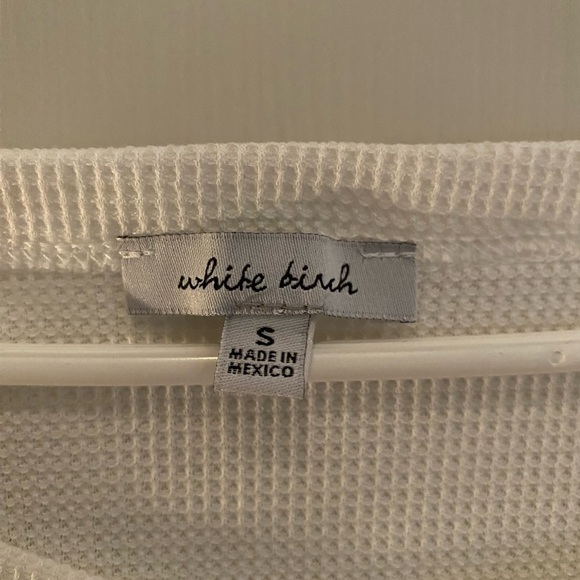 white birch
S
MADE IN
MEXICO